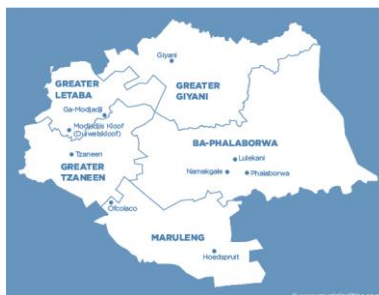 Giyani
GREATER
LETABA
GREATER
GIYANI
Ga-Modjadji
Modjadjis Kloof
(Duiwelskloof)
BA-PHALABORWA
Tzaneen
Lulekani
GREATER
TZANEEN
Namakgale
Phalaborwa
Ofcolaco
MARULENG
Hoedspruit